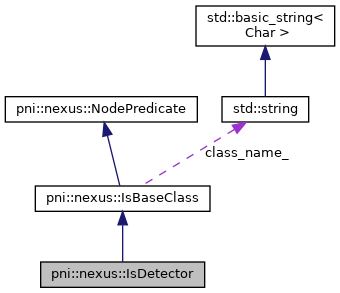 std::basic_string<
Char >
pni::nexus::NodePredicate
std::string
class_name_
pni::nexus::IsBaseClass
pni::nexus::IsDetector